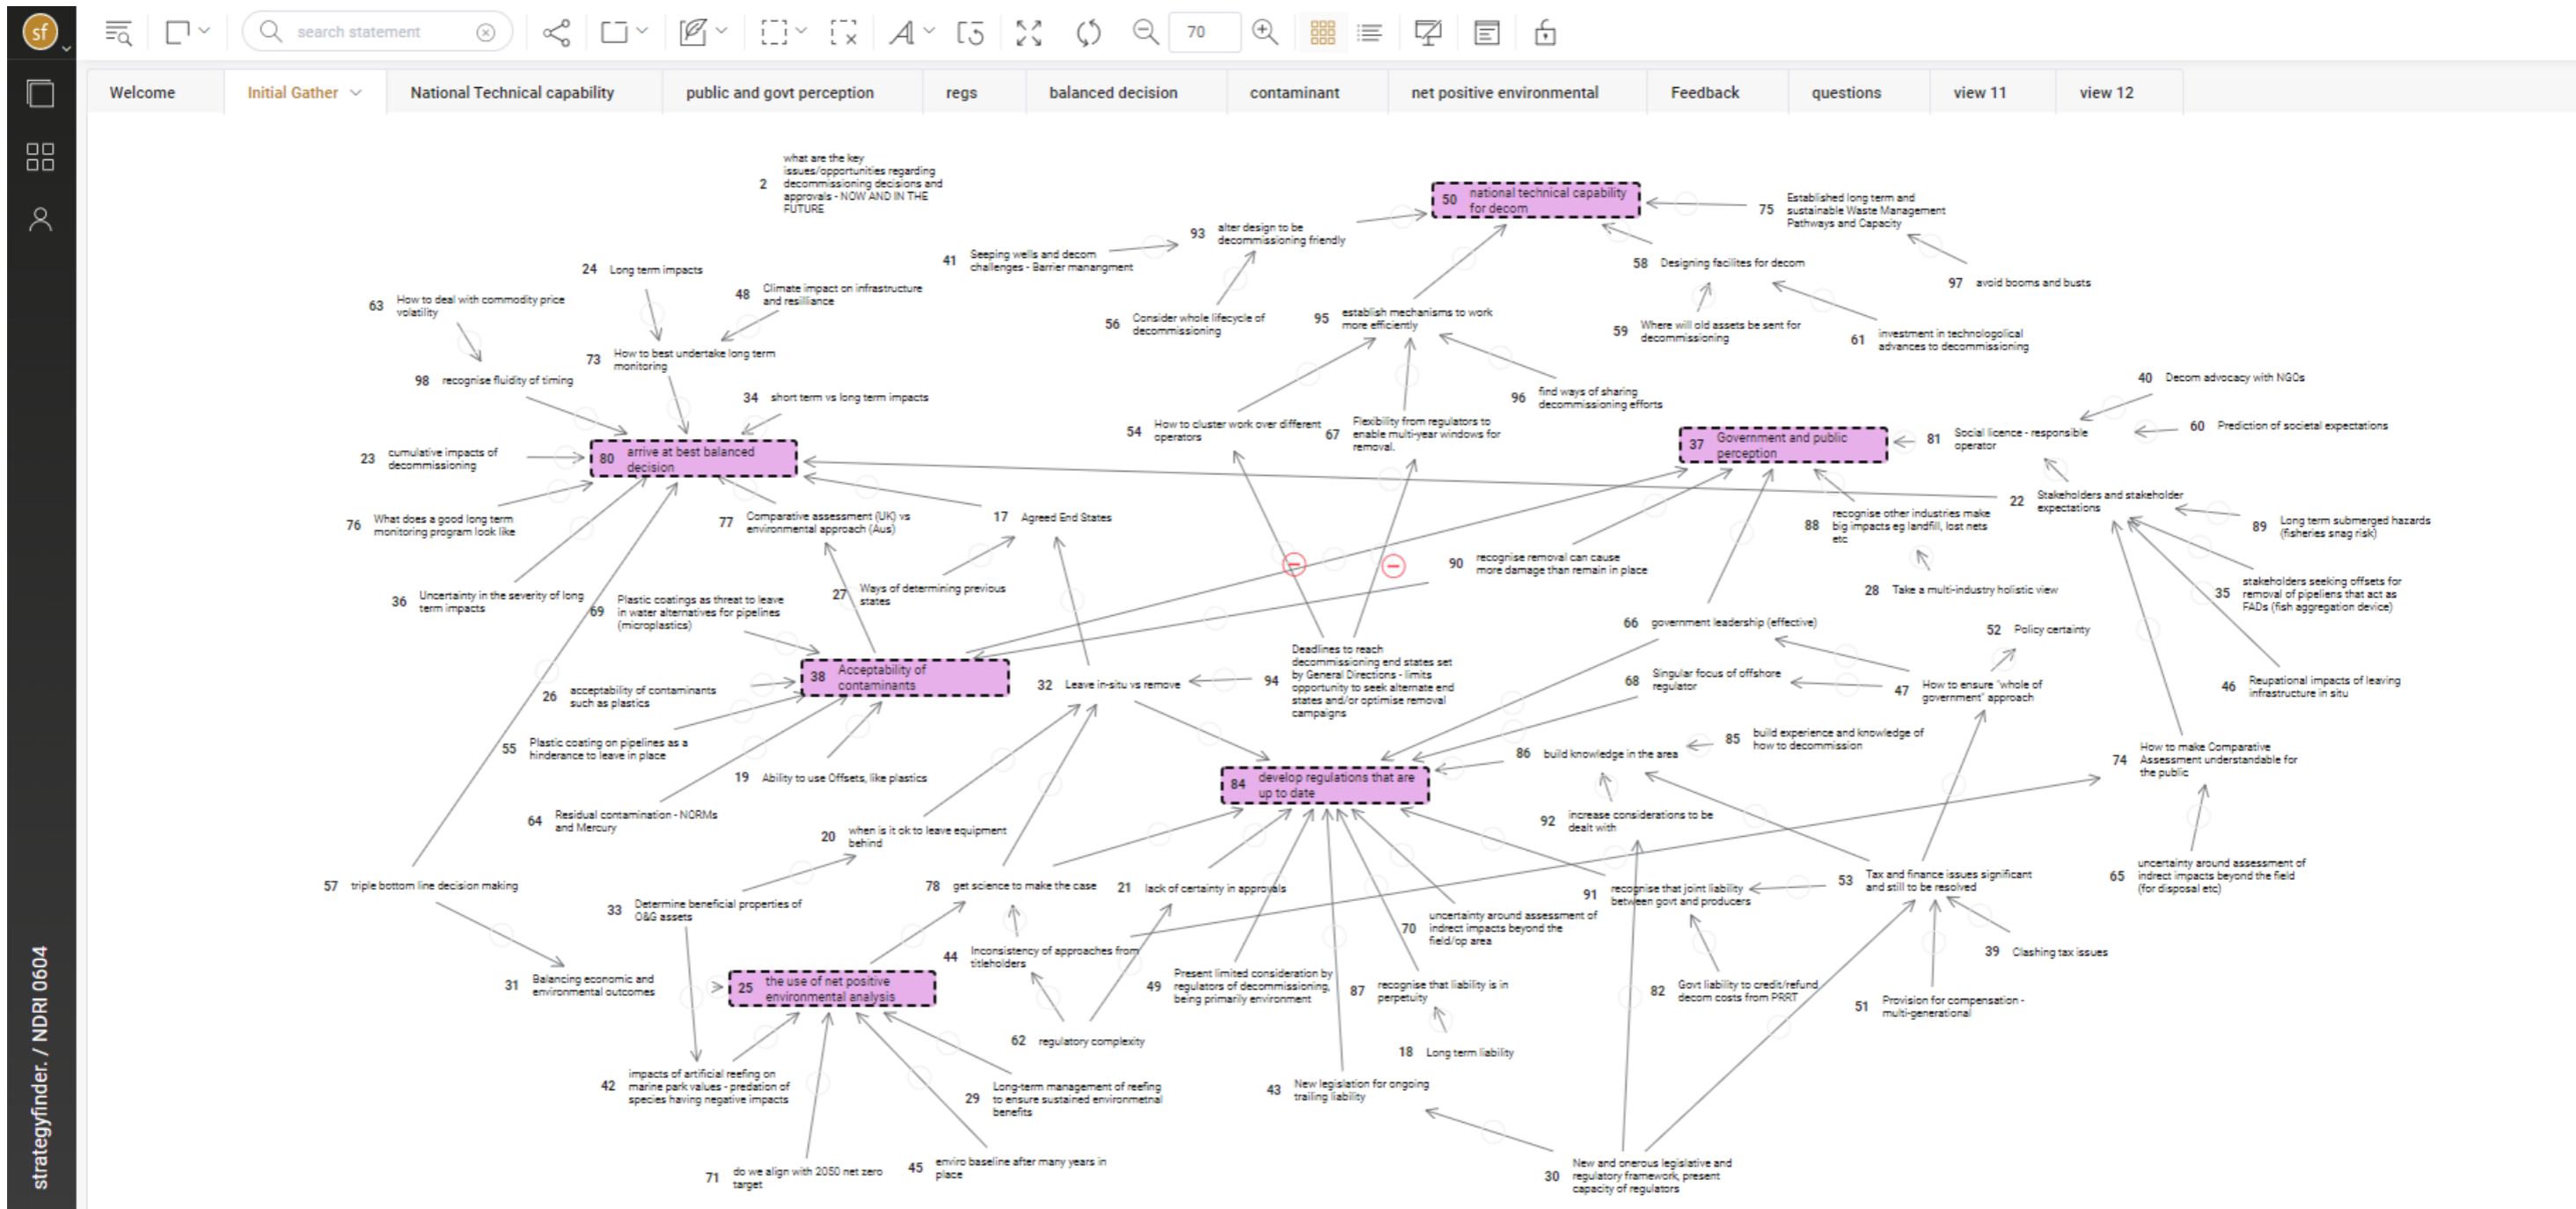 sf
search statement
70
Welcome
Initial Gather
National Technical capability
public and govt perception
regs
balanced decision
contaminant
net positive environmental
Feedback
questions
view 11
view 12
strategyfinder. / NDRI 0604
2
what are the key
issues/opportunities regarding
decommissioning decisions and
approvals - NOW AND IN THE
FUTURE
50
national technical capability
for decom
75
Established long term and
sustainable Waste Management
Pathways and Capacity
93
alter design to be
decommissioning friendly
41
Seeping wells and decom
challenges - Barrier manangment
58
Designing facilites for decom
97
avoid booms and busts
24
Long term impacts
48
Climate impact on infrastructure
and resilliance
63
How to deal with commodity price
volatility
56
Consider whole lifecycle of
decommissioning
95
establish mechanisms to work
more efficiently
59
Where will old assets be sent for
decommissioning
61
investment in technologolical
advances to decommissioning
73
How to best undertake long term
monitoring
98
recognise fluidity of timing
34
short term vs long term impacts
96
find ways of sharing
decommissioning efforts
40
Decom advocacy with NGOs
54
How to cluster work over different
operators
67
Flexibility from regulators to
enable multi-year windows for
removal.
37
Government and public
perception
81
Social licence - responsible
operator
60
Prediction of societal expectations
23
cumulative impacts of
decommissioning
80
arrive at best balanced
decision
22
Stakeholders and stakeholder
expectations
76
What does a good long term
monitoring program look like
77
Comparative assessment (UK) vs
environmental approach (Aus)
17
Agreed End States
88
recognise other industries make
big impacts eg landfill, lost nets
etc
89
Long term submerged hazards
(fisheries snag risk)
90
recognise removal can cause
more damage than remain in place
28
Take a multi-industry holistic view
35
stakeholders seeking offsets for
removal of pipeliens that act as
FADs (fish aggregation device)
36
Uncertainty in the severity of long
term impacts
69
Plastic coatings as threat to leave
in water alternatives for pipelines
(microplastics)
27
Ways of determining previous
states
66
government leadership (effective)
52
Policy certainty
38
Acceptability of
contaminants
26
acceptability of contaminants
such as plastics
32
Leave in-situ vs remove
94
Deadlines to reach
decommissioning end states set
by General Directions - limits
opportunity to seek alternate end
states and/or optimise removal
campaigns
68
Singular focus of offshore
regulator
47
How to ensure "whole of
government" approach
46
Reupational impacts of leaving
infrastructure in situ
55
Plastic coating on pipelines as a
hinderance to leave in place
19
Ability to use Offsets, like plastics
84
develop regulations that are
up to date
86
build knowledge in the area
85
build experience and knowledge of
how to decommission
74
How to make Comparative
Assessment understandable for
the public
64
Residual contamination - NORMs
and Mercury
20
when is it ok to leave equipment
behind
92
increase considerations to be
dealt with
57
triple bottom line decision making
78
get science to make the case
21
lack of certainty in approvals
91
recognise that joint liability
between govt and producers
53
Tax and finance issues significant
and still to be resolved
65
uncertainty around assessment of
indirect impacts beyond the field
(for disposal etc)
33
Determine beneficial properties of
O&G assets
70
uncertainty around assessment of
indrect impacts beyond the
field/op area
44
Inconsistency of approaches from
titleholders
39
Clashing tax issues
31
Balancing economic and
environmental outcomes
25
the use of net positive
environmental analysis
49
Present limited consideration by
regulators of decommissioning,
being primarily environment
87
recognise that liability is in
perpetuity
82
Govt liability to credit/refund
decom costs from PRRT
51
Provision for compensation -
multi-generational
62
regulatory complexity
18
Long term liability
42
impacts of artificial reefing on
marine park values - predation of
species having negative impacts
29
Long-term management of reefing
to ensure sustained environmetnal
benefits
43
New legislation for ongoing
trailing liability
71
do we align with 2050 net zero
target
45
enviro baseline after many years in
place
30
New and onerous legislative and
regulatory framework, present
capacity of regulators